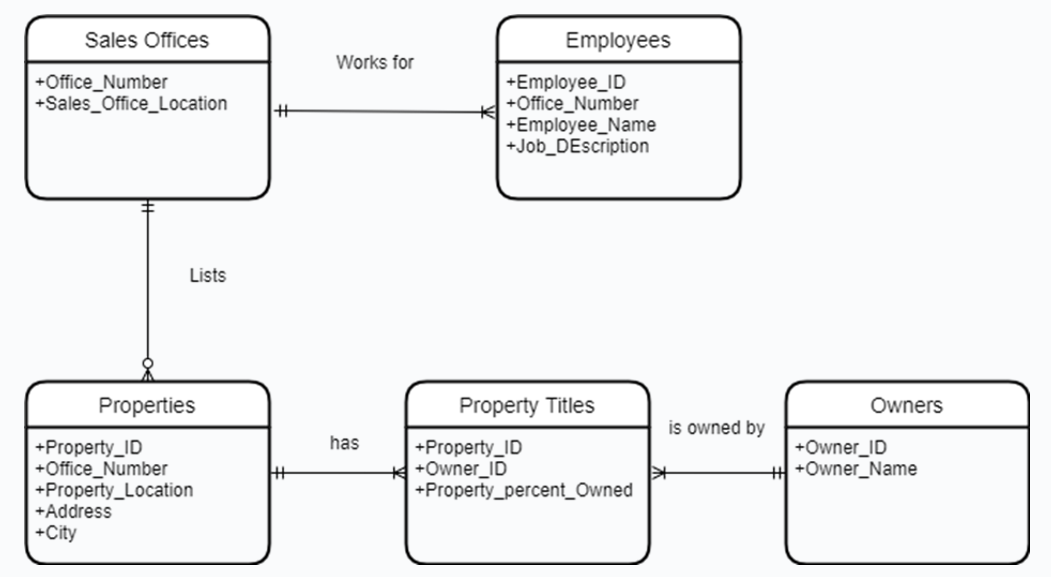 Sales Offices
+Office_Number
+Sales_Office_Location
Works for
Employees
+Employee_ID
+Office_Number
+Employee_Name
+Job_DEscription
Lists
Properties
+Property_ID
+Office_Number
+Property_Location
+Address
+City
has
Property Titles
+Property_ID
+Owner_ID
+Property_percent_Owned
is owned by
Owners
+Owner_ID
+Owner_Name